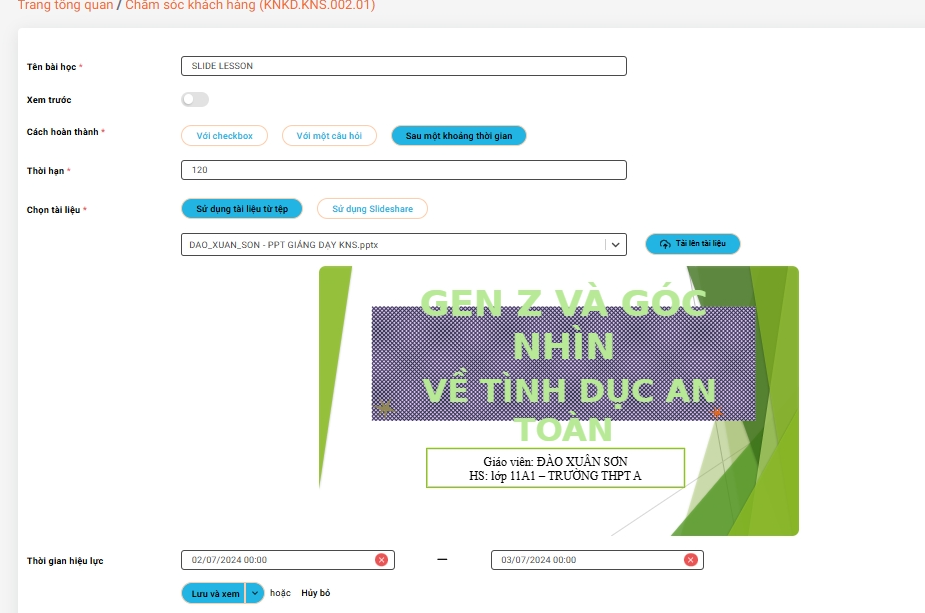 Trang tổng quan / Chăm sóc khách hàng (KNKD.KNS.002.01)
Tên bài học *
SLIDE LESSON
Xem trước
Cách hoàn thành *
Với checkbox
Với một câu hỏi
Sau một khoảng thời gian
Thời hạn *
120
Chọn tài liệu *
Sử dụng tài liệu từ tệp
Sử dụng Slideshare
DAO_XUAN_SON - PPT GIẢNG DẠY KNS.pptx
Tải lên tài liệu
GEN Z VÀ GÓC
NHÌN
VỀ TÌNH DỤC AN
TOÀN
Giáo viên: ĐÀO XUÂN SƠN
HS: lớp 11A1 – TRƯỜNG THPT A
Thời gian hiệu lực
02/07/2024 00:00
—
03/07/2024 00:00
Lưu và xem
hoặc
Hủy bỏ